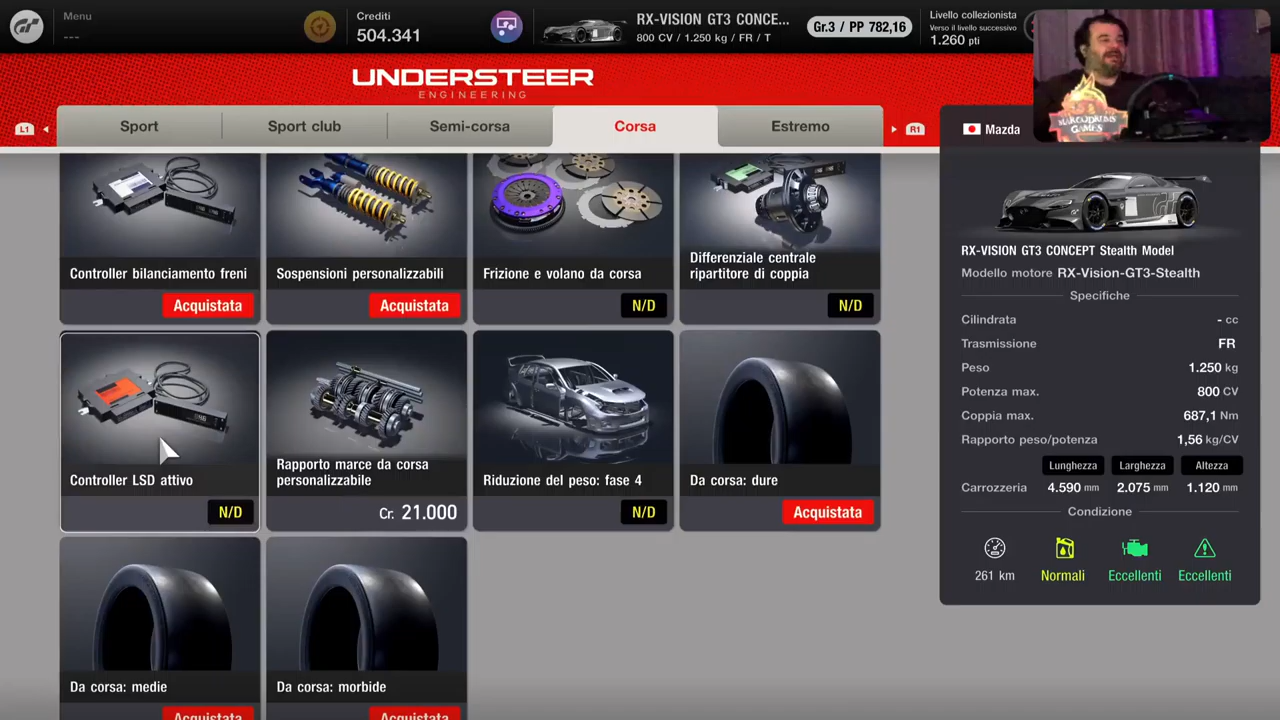 Menu
---
Crediti
504.341
RX-VISION GT3 CONCE...
800 CV / 1.250 kg / FR / T
Gr.3 / PP 782,16
Livello collezionista
Verso il livello successivo
1.260 pti
UNDERSTEER
ENGINEERING
L1
Sport
Sport club
Semi-corsa
Corsa
Estremo
R1
Controller bilanciamento freni
Acquistata
Sospensioni personalizzabili
Acquistata
Frizione e volano da corsa
N/D
Differenziale centrale
ripartitore di coppia
N/D
Controller LSD attivo
N/D
Rapporto marce da corsa
personalizzabile
Cr. 21.000
Riduzione del peso: fase 4
N/D
Da corsa: dure
Acquistata
Da corsa: medie
Acquistata
Da corsa: morbide
Acquistata
MARCODRUMS
GAMES
Mazda
RX-VISION GT3 CONCEPT Stealth Model
Modello motore RX-Vision-GT3-Stealth
Specifiche
Cilindrata - cc
Trasmissione FR
Peso 1.250 kg
Potenza max. 800 CV
Coppia max. 687,1 Nm
Rapporto peso/potenza 1,56 kg/CV
Lunghezza Larghezza Altezza
Carrozzeria 4.590 mm 2.075 mm 1.120 mm
Condizione
261 km Normali Eccellenti Eccellenti